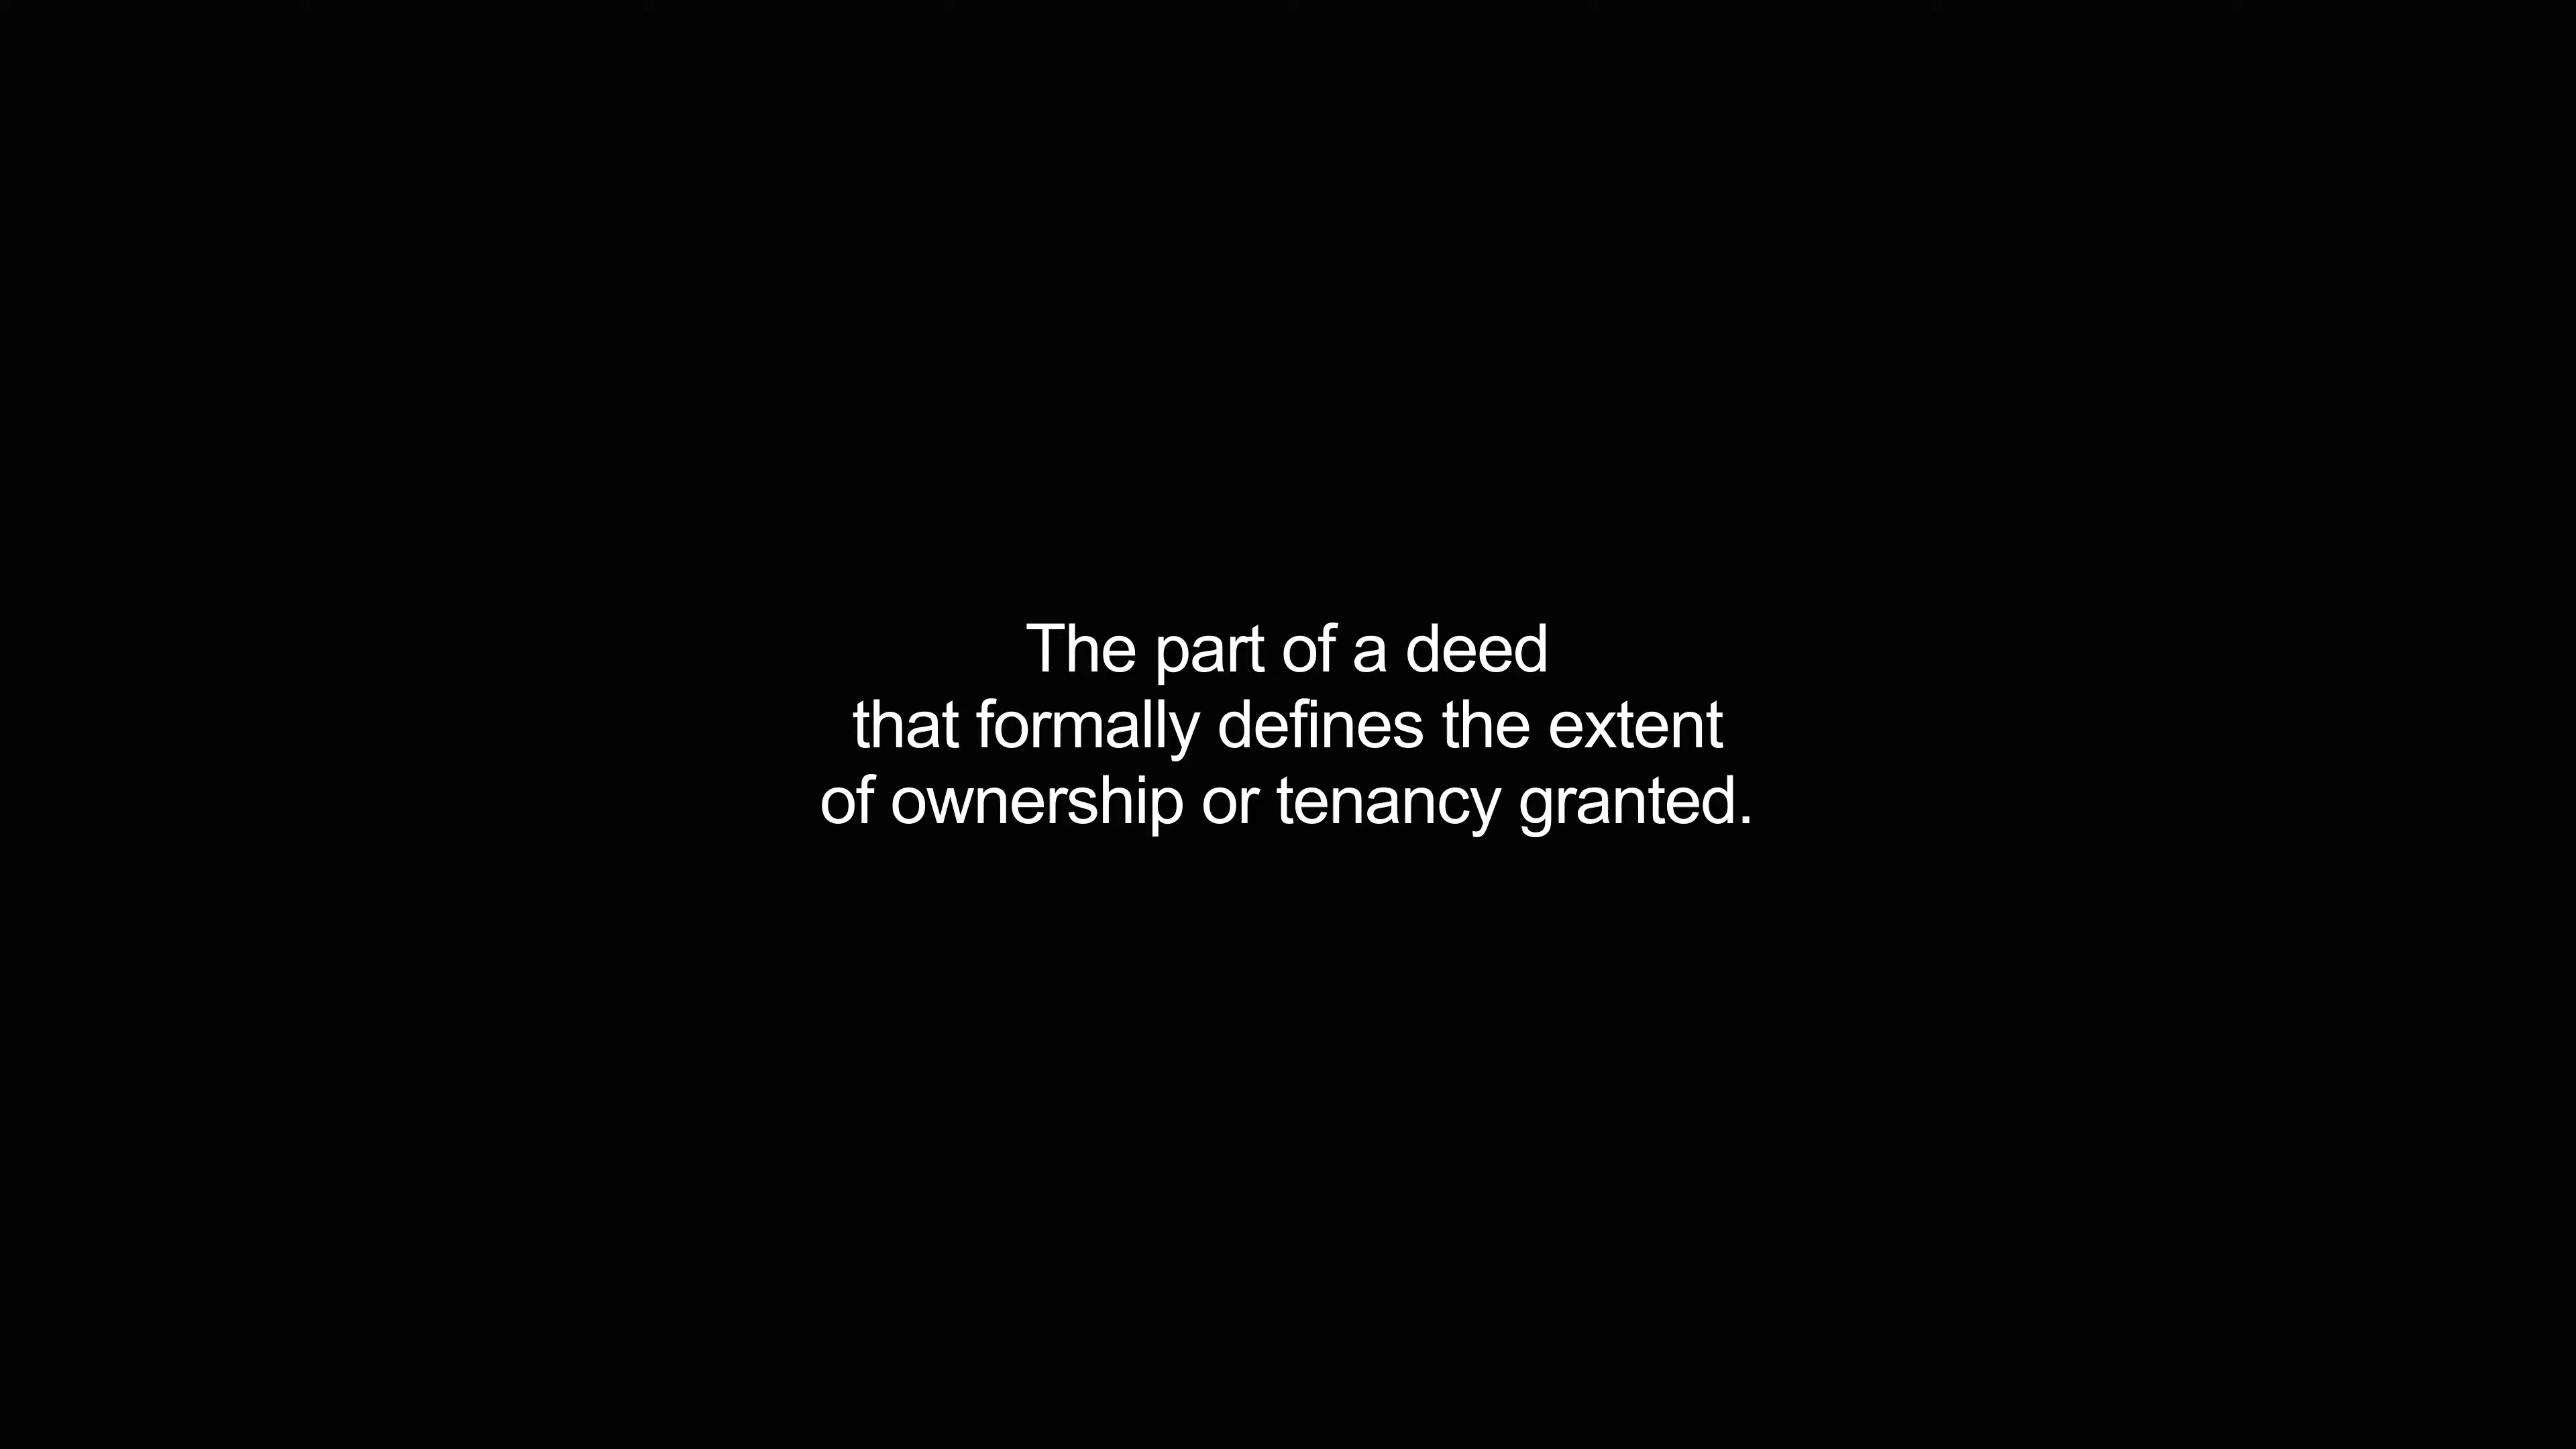 The part of a deed
that formally defines the extent
of ownership or tenancy granted.